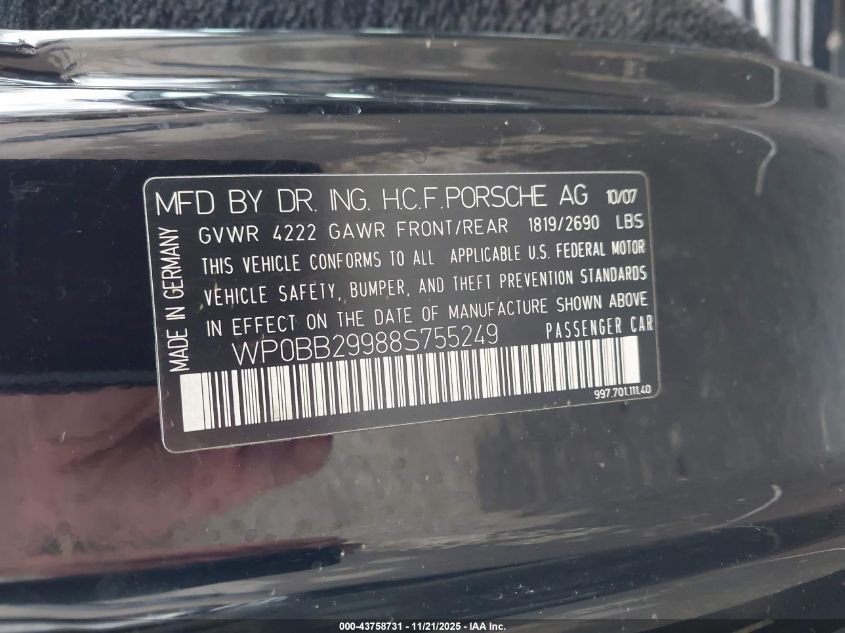 MFD BY DR. ING. H.C.F.PORSCHE AG 10/07
GVWR 4222 GAWR FRONT/REAR 1819/2690 LBS
THIS VEHICLE CONFORMS TO ALL APPLICABLE U.S. FEDERAL MOTOR
VEHICLE SAFETY, BUMPER, AND THEFT PREVENTION STANDARDS
IN EFFECT ON THE DATE OF MANUFACTURE SHOWN ABOVE
WP0BB29988S755249 PASSENGER CAR
MADE IN GERMANY
997.701.111.40
000-43758731 - 11/21/2025 - IAA Inc.